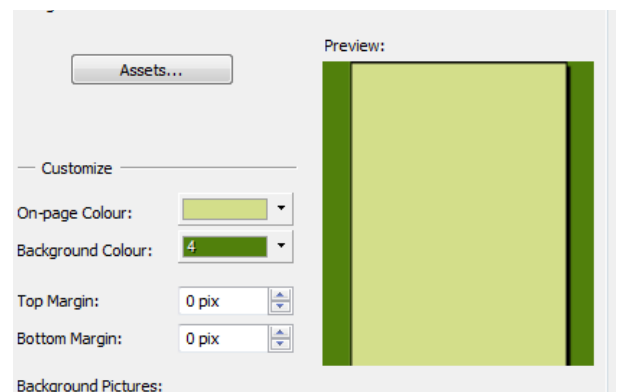 Assets...
Preview:
Customize
On-page Colour:
Background Colour: 4
Top Margin: 0 pix
Bottom Margin: 0 pix
Background Pictures: